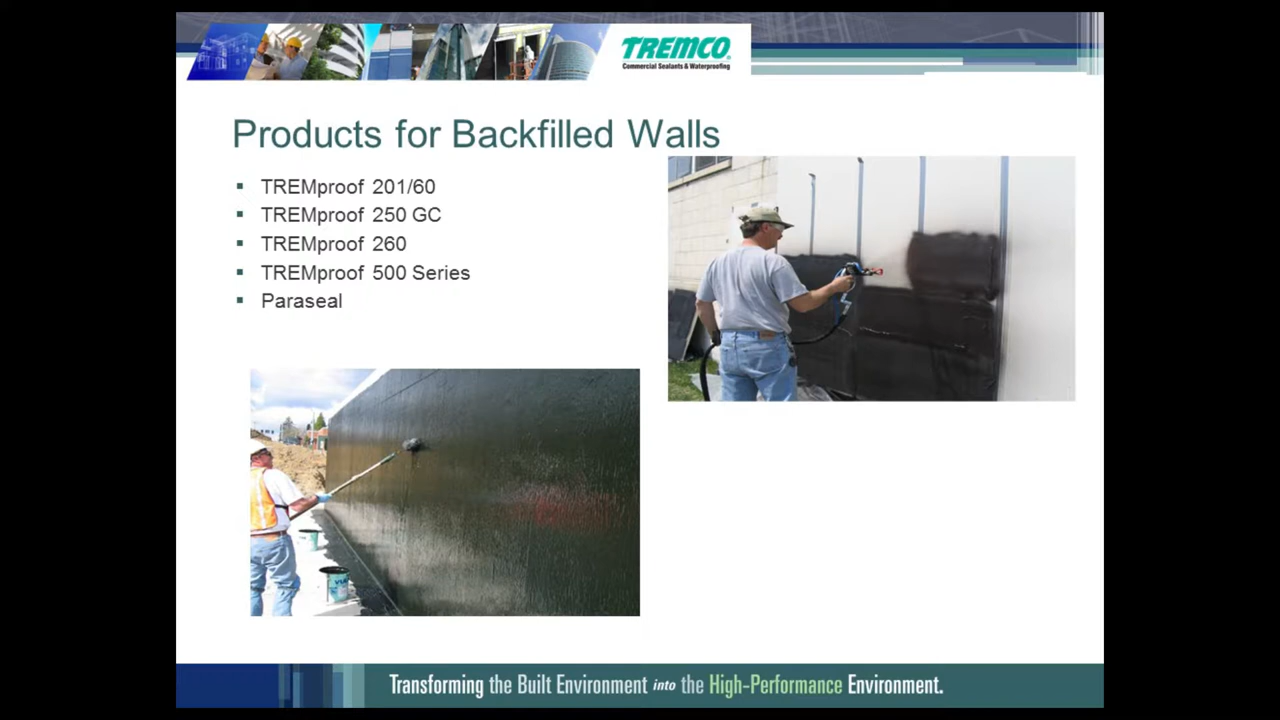 TREMCO
Commercial Sealants & Waterproofing
Products for Backfilled Walls
▪ TREMproof 201/60
▪ TREMproof 250 GC
▪ TREMproof 260
▪ TREMproof 500 Series
▪ Paraseal
Transforming the Built Environment into the High-Performance Environment.